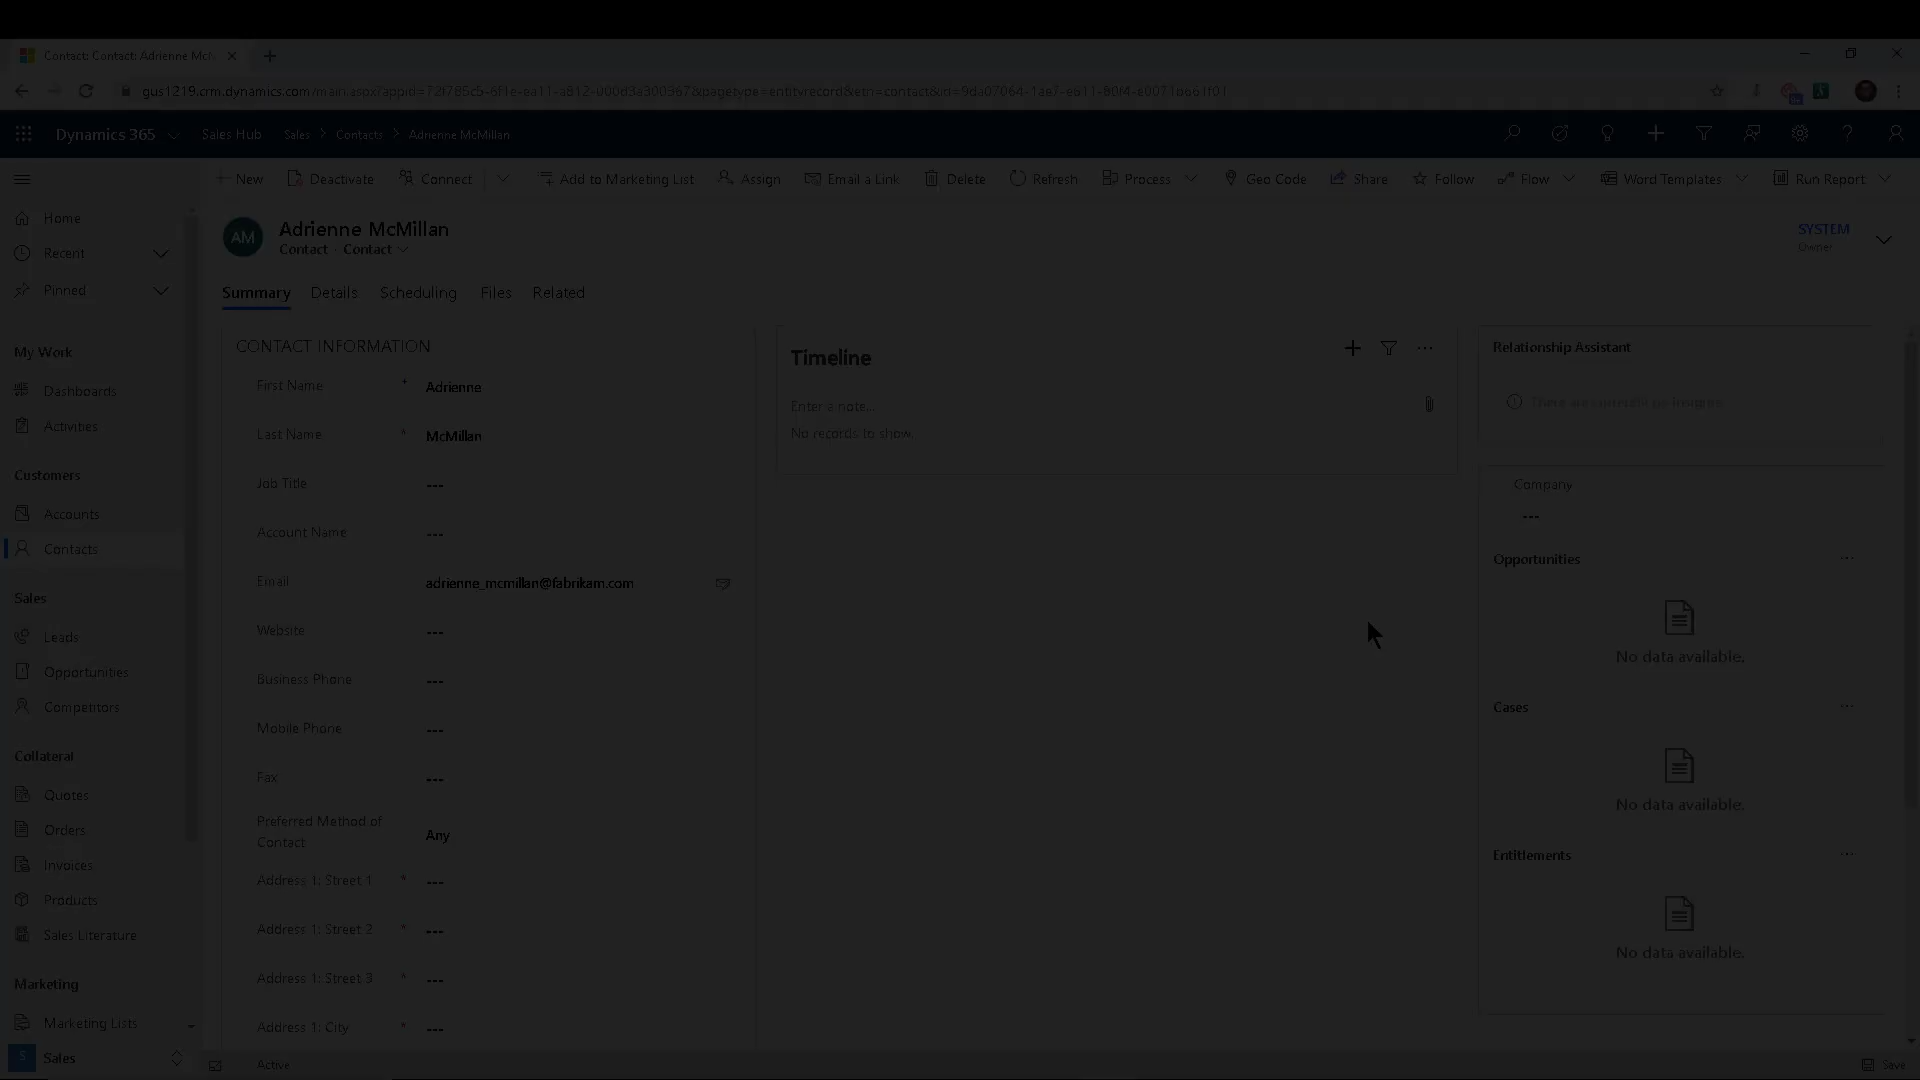 Contact: Contact: Adrienne McM
Dynamics 365 Sales Hub Sales > Contacts > Adrienne McMillan
New Deactivate Connect Add to Marketing List Assign Email a Link Delete Refresh Process Geo Code Share Follow Flow Word Templates Run Report
Home
Recent
Pinned
My Work
Dashboards
Activities
Customers
Accounts
Contacts
Sales
Leads
Opportunities
Competitors
Collateral
Quotes
Orders
Invoices
Products
Sales Literature
Marketing
Marketing Lists
S Sales
AM
Adrienne McMillan
Contact · Contact
SYSTEM
Owner
Summary Details Scheduling Files Related
CONTACT INFORMATION
First Name * Adrienne
Last Name * McMillan
Job Title ---
Account Name ---
Email adrienne_mcmillan@fabrikam.com
Website ---
Business Phone ---
Mobile Phone ---
Fax ---
Preferred Method of
Contact
Any
Address 1: Street 1 * ---
Address 1: Street 2 * ---
Address 1: Street 3 * ---
Address 1: City * ---
Timeline
Enter a note...
No records to show.
Relationship Assistant
Company
---
Opportunities
No data available.
Cases
No data available.
Entitlements
No data available.
Active
Save